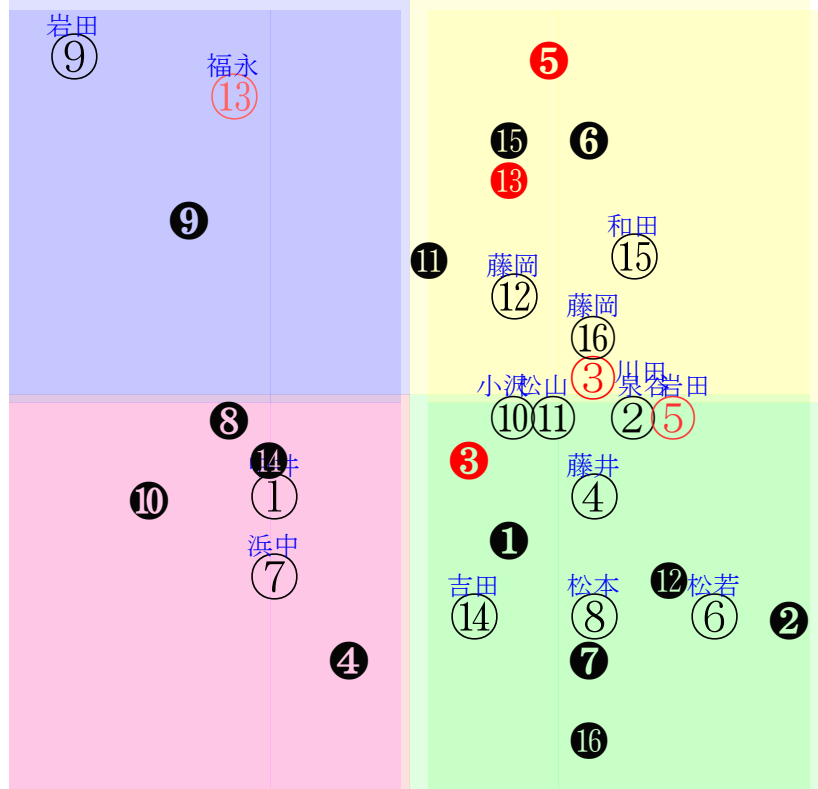 岩田
⑨
福永
⑬
❺
⓯
❻
⓭
❾
和田
⑮
⓫
藤岡
⑫
藤岡
⑯
川田
③
小沢
松山
泉谷
岩田
⑩
⑪
②
⑤
❽
⓮
❸
藤井
①
④
❿
❶
浜中
⑦
吉田
松本
⓬
松若
⑭
⑧
⑥
❷
❹
❼
⓰